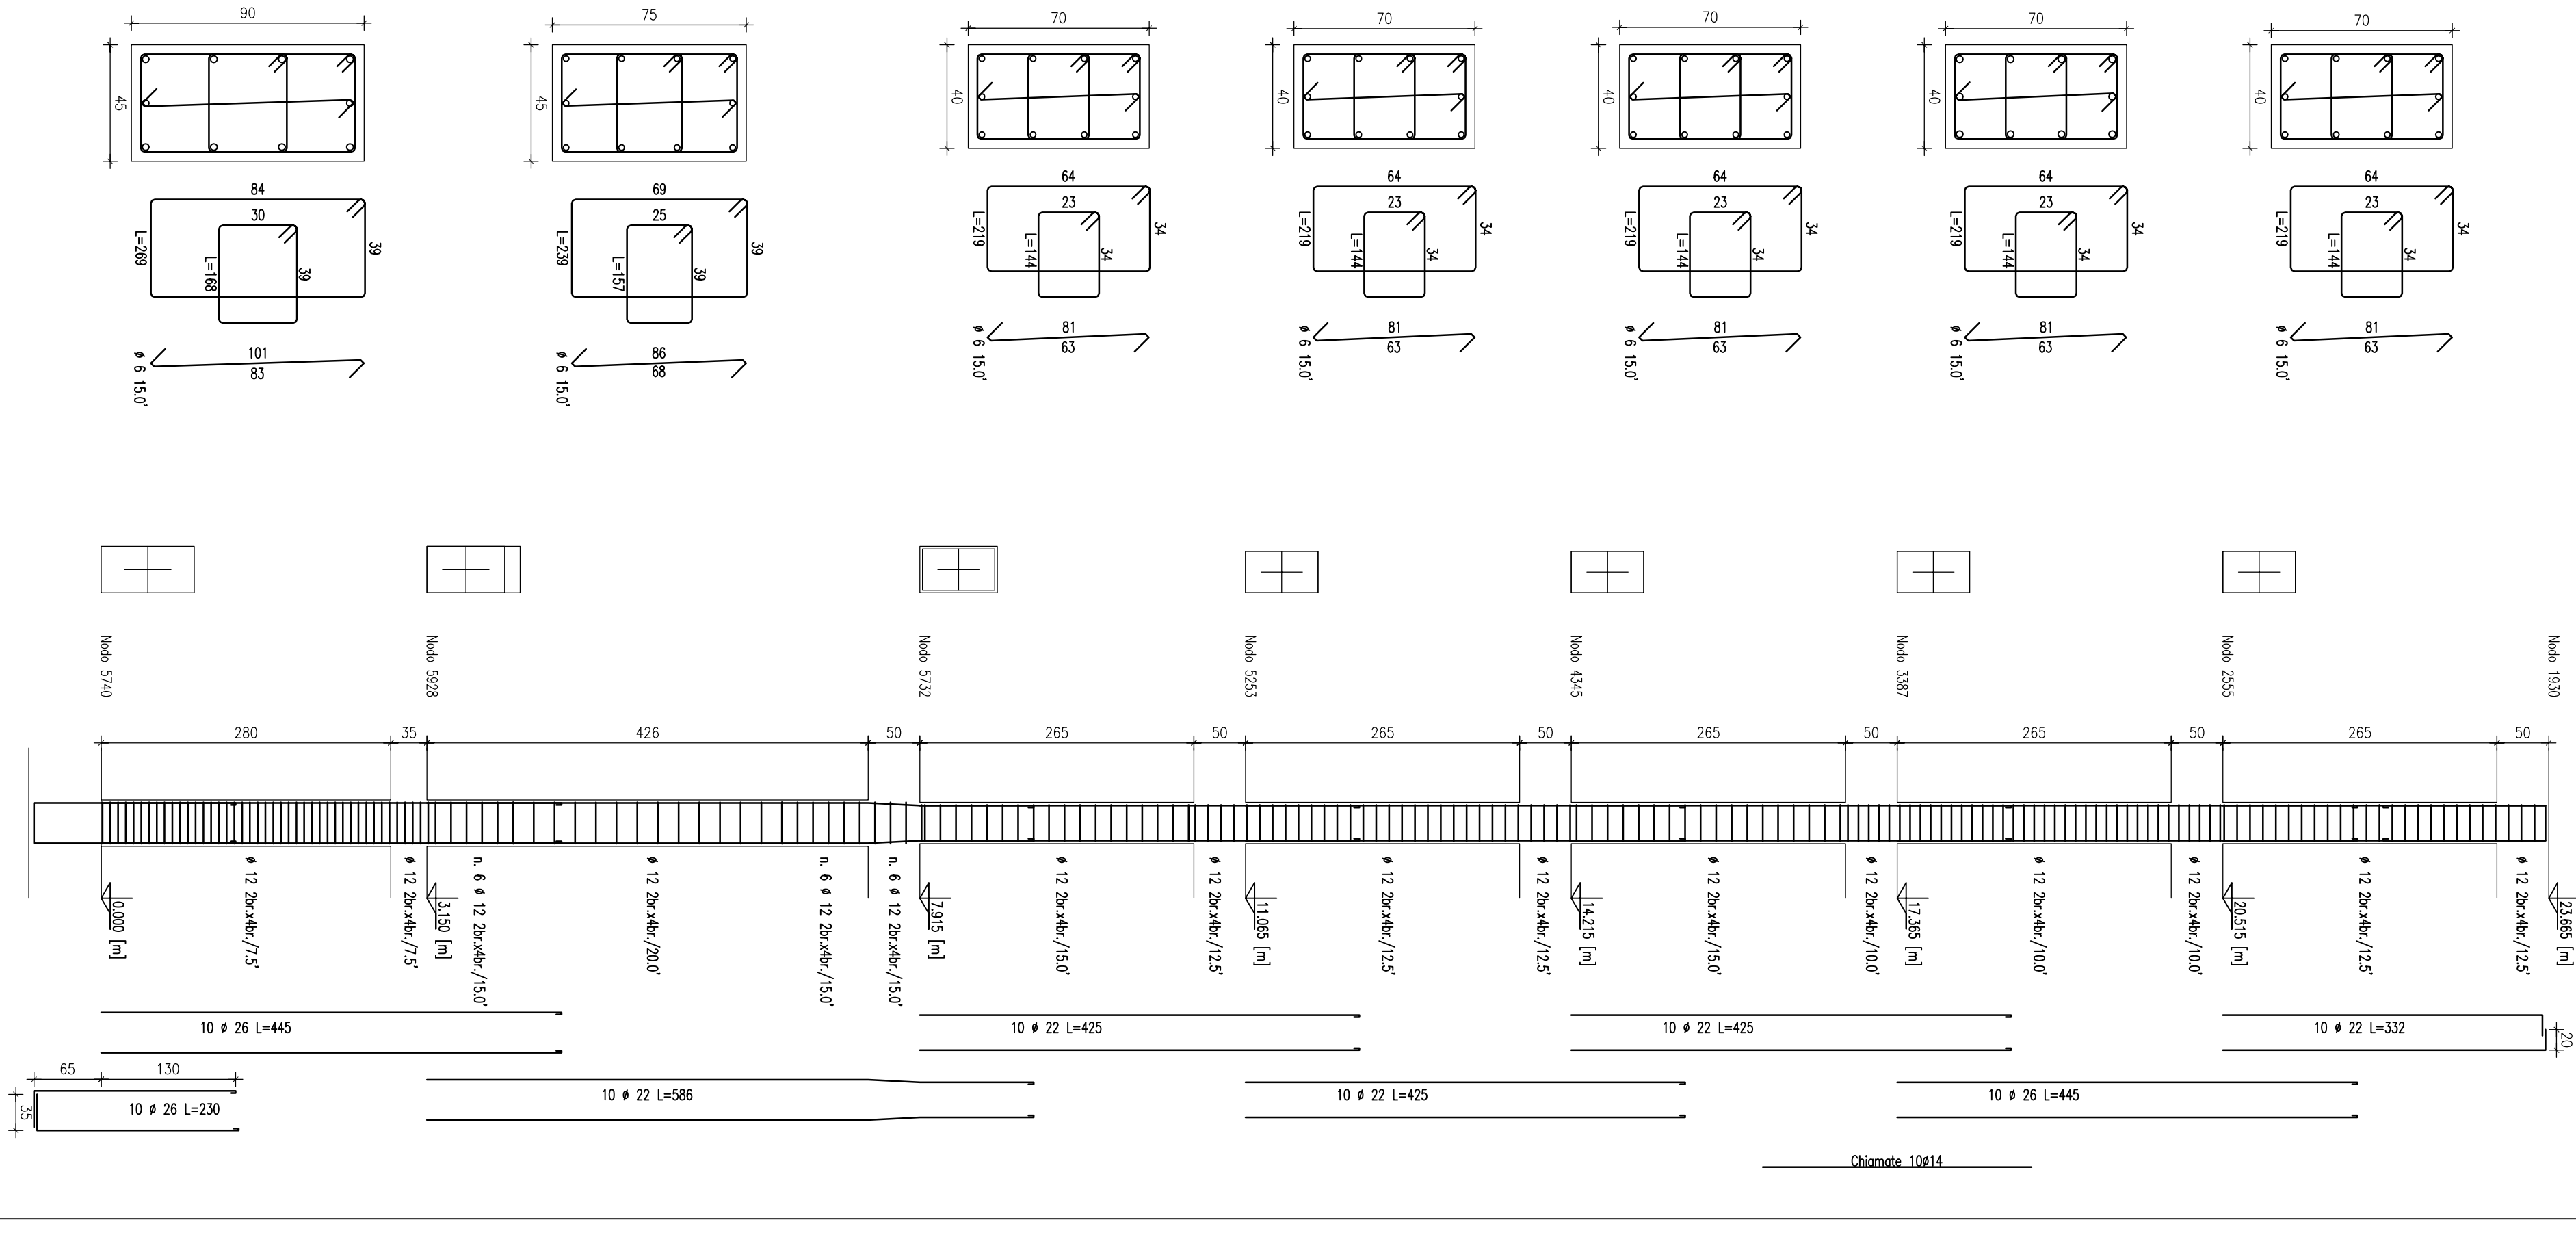 90
75
70
70
70
70
70
45
45
40
40
40
40
40
84
69
64
64
64
64
64
30
25
23
23
23
23
23
39
39
34
34
34
34
34
39
39
34
34
34
34
34
L=269
L=239
L=219
L=219
L=219
L=219
L=219
L=168
L=157
L=144
L=144
L=144
L=144
L=144
101
86
81
81
81
81
81
83
68
63
63
63
63
63
ø 6 15.0'
ø 6 15.0'
ø 6 15.0'
ø 6 15.0'
ø 6 15.0'
ø 6 15.0'
ø 6 15.0'
Nodo 5740
Nodo 5928
Nodo 5732
Nodo 5253
Nodo 4345
Nodo 3387
Nodo 2555
Nodo 1930
280
35
426
50
265
50
265
50
265
50
265
50
265
50
ø 12 2br.x4br./7.5'
ø 12 2br.x4br./7.5'
n. 6 ø 12 2br.x4br./15.0'
ø 12 2br.x4br./20.0'
n. 6 ø 12 2br.x4br./15.0'
n. 6 ø 12 2br.x4br./15.0'
ø 12 2br.x4br./15.0'
ø 12 2br.x4br./12.5'
ø 12 2br.x4br./12.5'
ø 12 2br.x4br./12.5'
ø 12 2br.x4br./15.0'
ø 12 2br.x4br./10.0'
ø 12 2br.x4br./10.0'
ø 12 2br.x4br./10.0'
ø 12 2br.x4br./12.5'
ø 12 2br.x4br./12.5'
0.000 [m]
3.150 [m]
7.915 [m]
11.065 [m]
14.215 [m]
17.365 [m]
20.515 [m]
23.665 [m]
10 ø 26 L=445
10 ø 22 L=425
10 ø 22 L=425
10 ø 22 L=332
20
65
130
35
10 ø 26 L=230
10 ø 22 L=586
10 ø 22 L=425
10 ø 26 L=445
Chiamate 10ø14